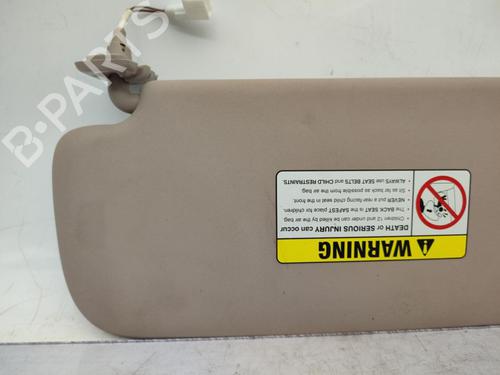 B-PARTS
WARNING
DEATH or SERIOUS INJURY can occur
• Children 12 and under can be killed by the air bag.
• The BACK SEAT is the SAFEST place for children.
• NEVER put a rear facing child seat in the front.
• Sit as far back as possible from the air bag.
• ALWAYS use SEAT BELTS and CHILD RESTRAINTS.